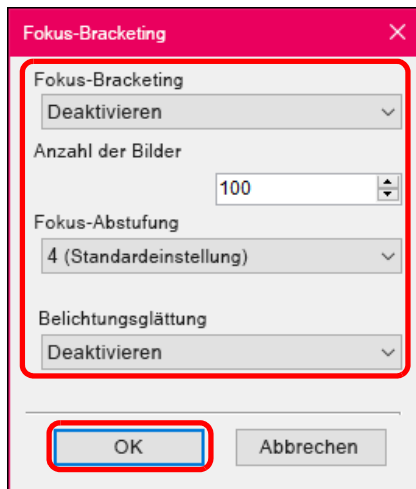 Fokus-Bracketing
Fokus-Bracketing
Deaktivieren
Anzahl der Bilder
100
Fokus-Abstufung
4 (Standardeinstellung)
Belichtungsglättung
Deaktivieren
OK Abbrechen